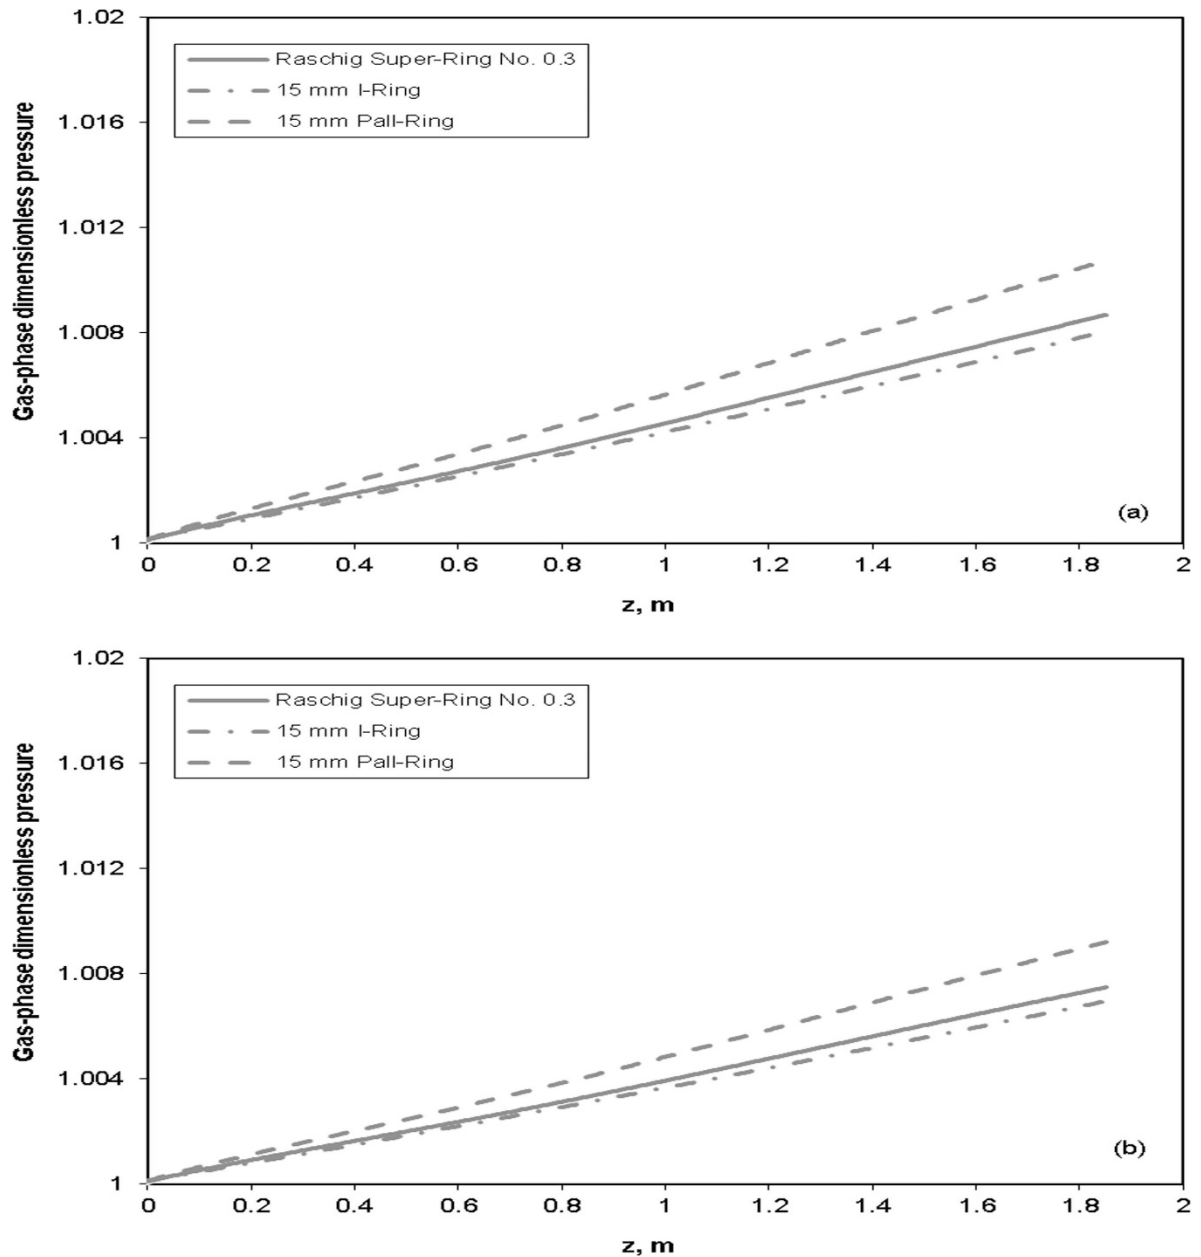 1.02
Raschig Super-Ring No. 0.3
15 mm I-Ring
15 mm Pall-Ring
1.016
1.012
1.008
1.004
1
Gas-phase dimensionless pressure
(a)
0 0.2 0.4 0.6 0.8 1 1.2 1.4 1.6 1.8 2
z, m
1.02
Raschig Super-Ring No. 0.3
15 mm I-Ring
15 mm Pall-Ring
1.016
1.012
1.008
1.004
1
Gas-phase dimensionless pressure
(b)
0 0.2 0.4 0.6 0.8 1 1.2 1.4 1.6 1.8 2
z, m